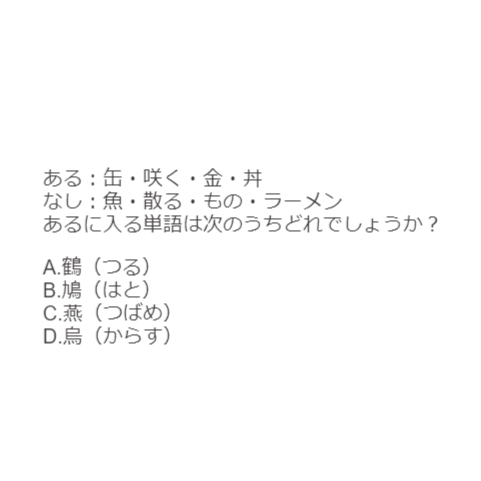 ある：缶・咲く・金・丼
なし：魚・散る・もの・ラーメン
あるに入る単語は次のうちどれでしょうか？
A.鶴（つる）
B.鳩（はと）
C.燕（つばめ）
D.烏（からす）